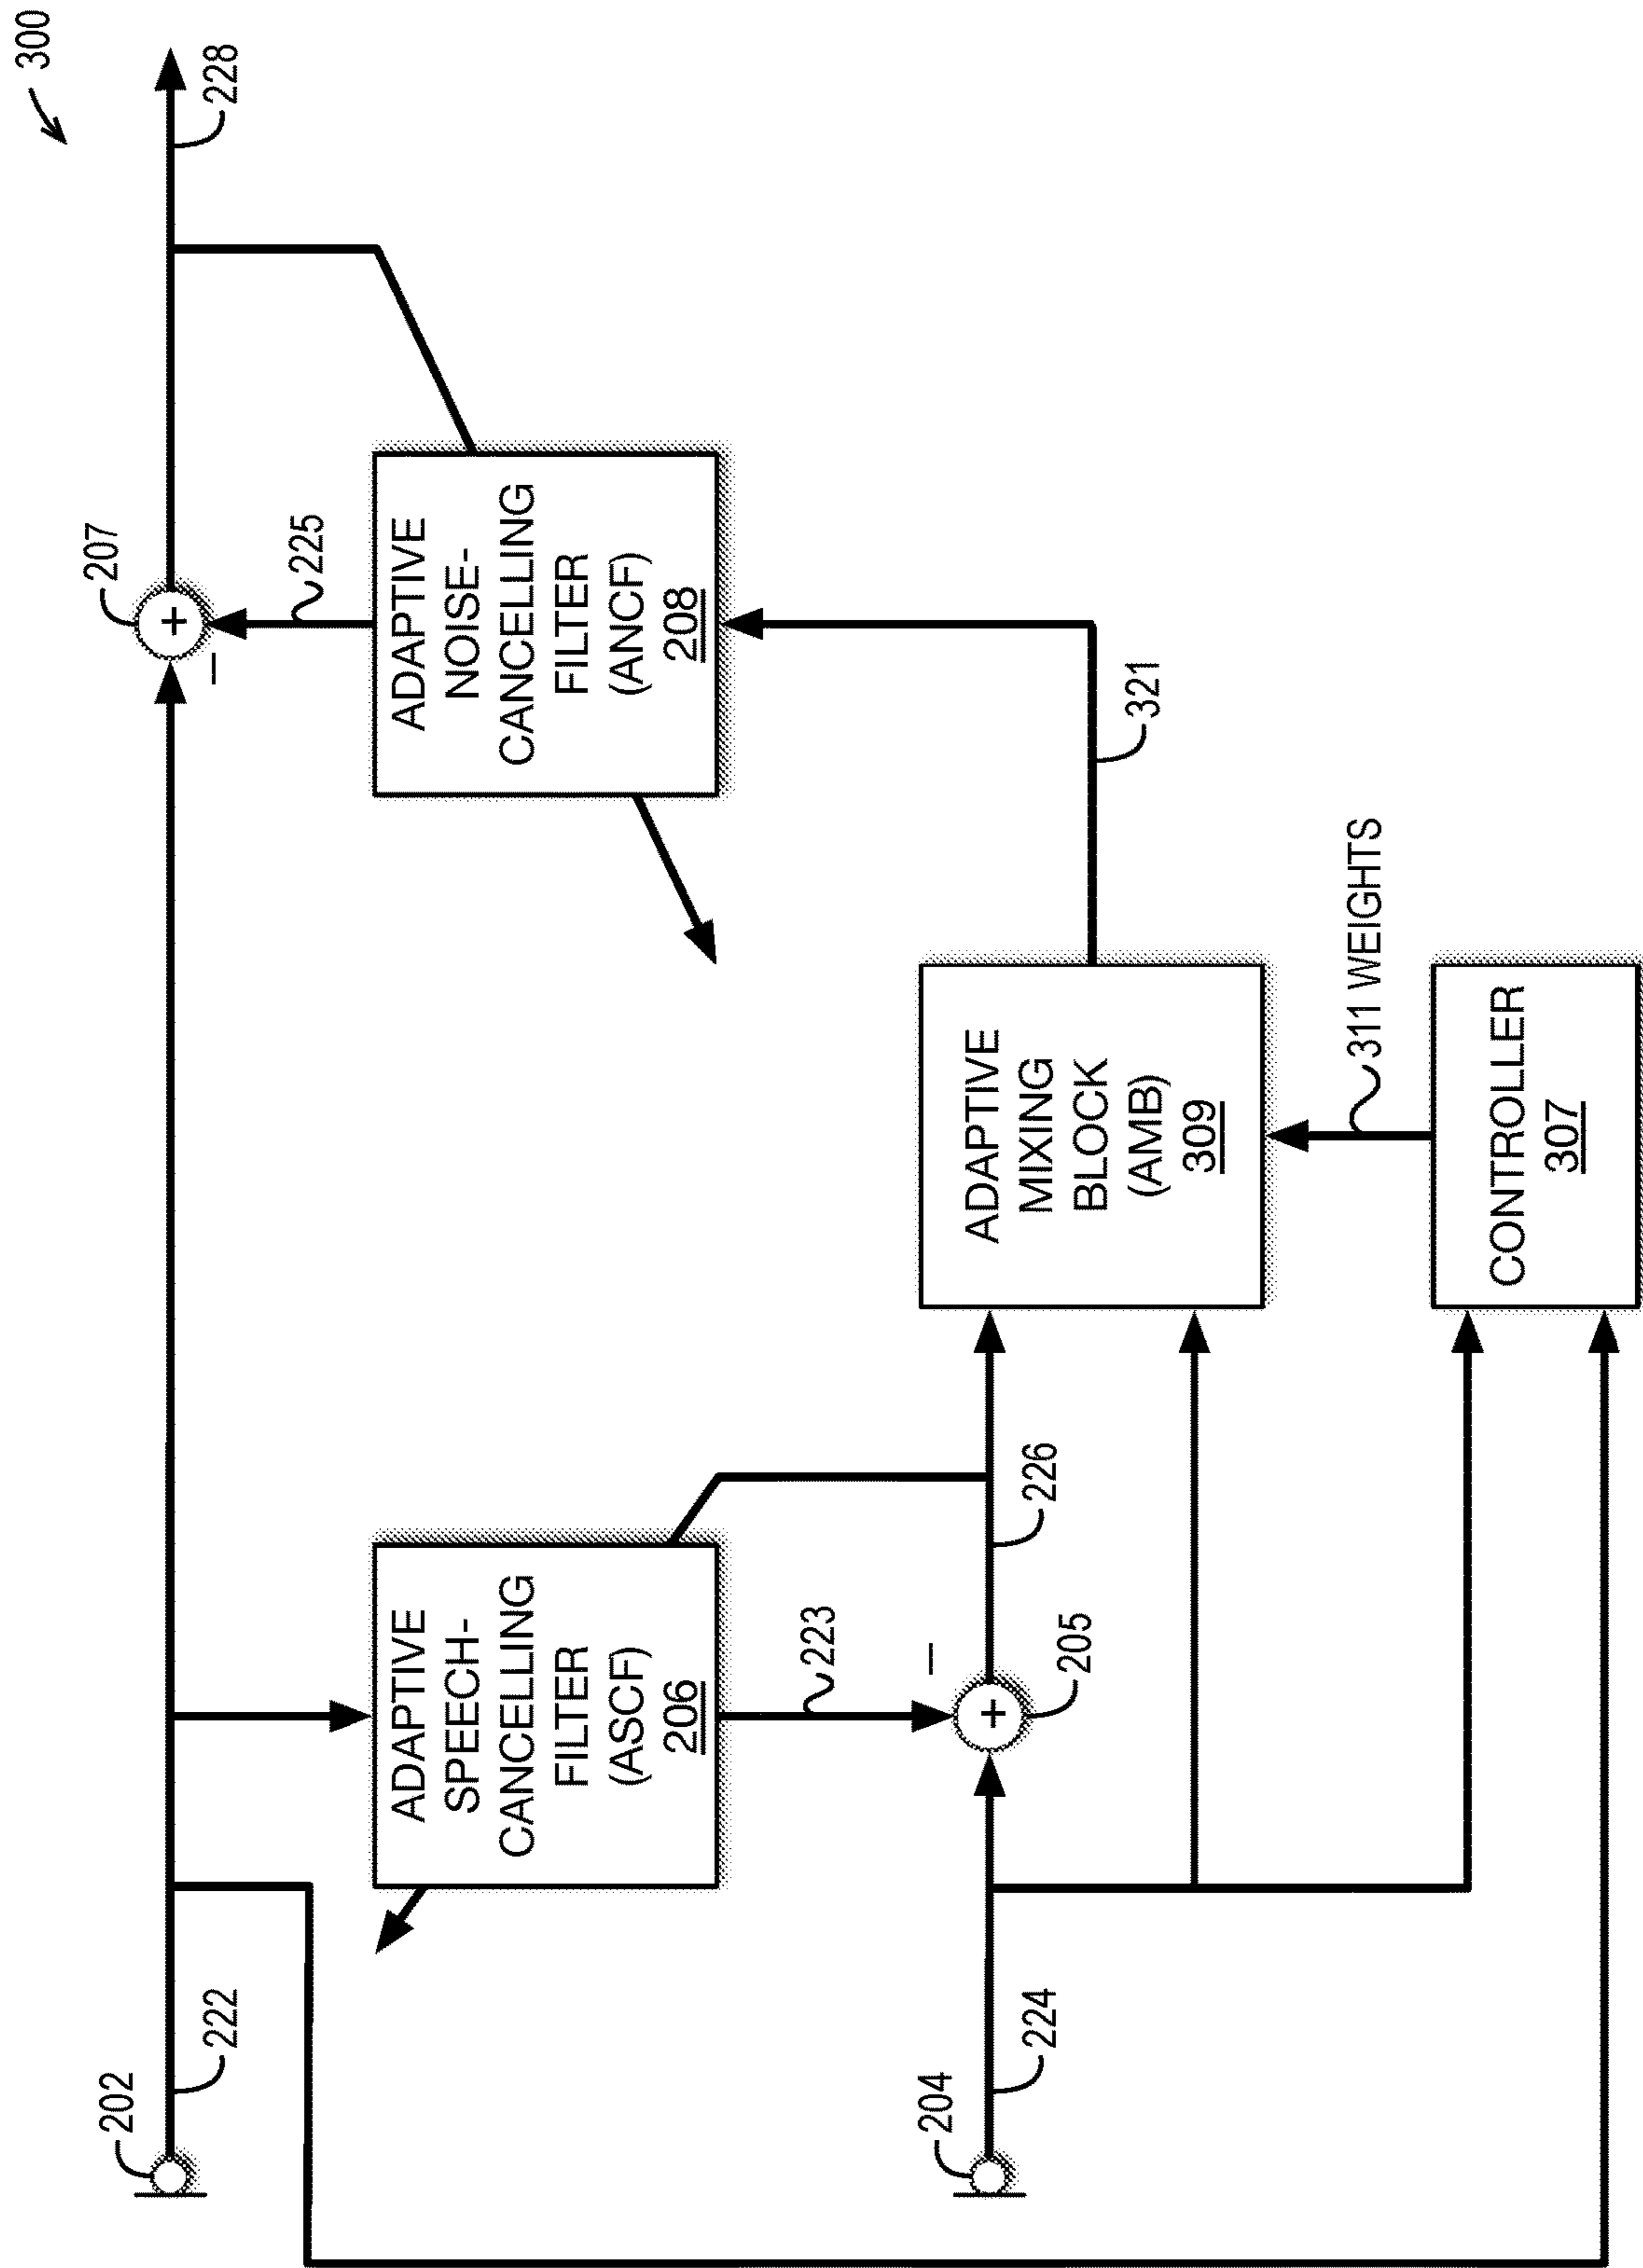 300
202
222
207
228
225
ADAPTIVE
SPEECH-
CANCELLING
FILTER
(ASCF)
206
ADAPTIVE
NOISE-
CANCELLING
FILTER
(ANCF)
208
223
–
–
+
+
204
224
205
226
ADAPTIVE
MIXING
BLOCK
(AMB)
309
321
311 WEIGHTS
CONTROLLER
307